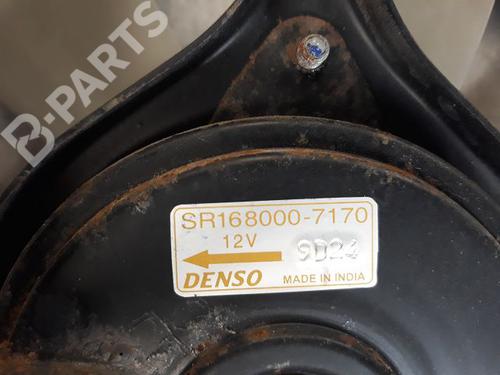 B-PARTS
SR168000-7170
12V 9D24
DENSO MADE IN INDIA